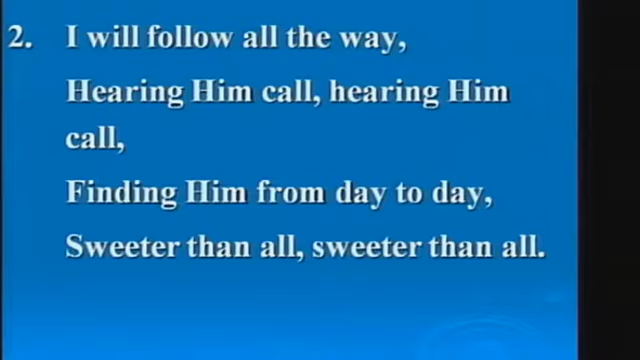 2. I will follow all the way,
Hearing Him call, hearing Him
call,
Finding Him from day to day,
Sweeter than all, sweeter than all.